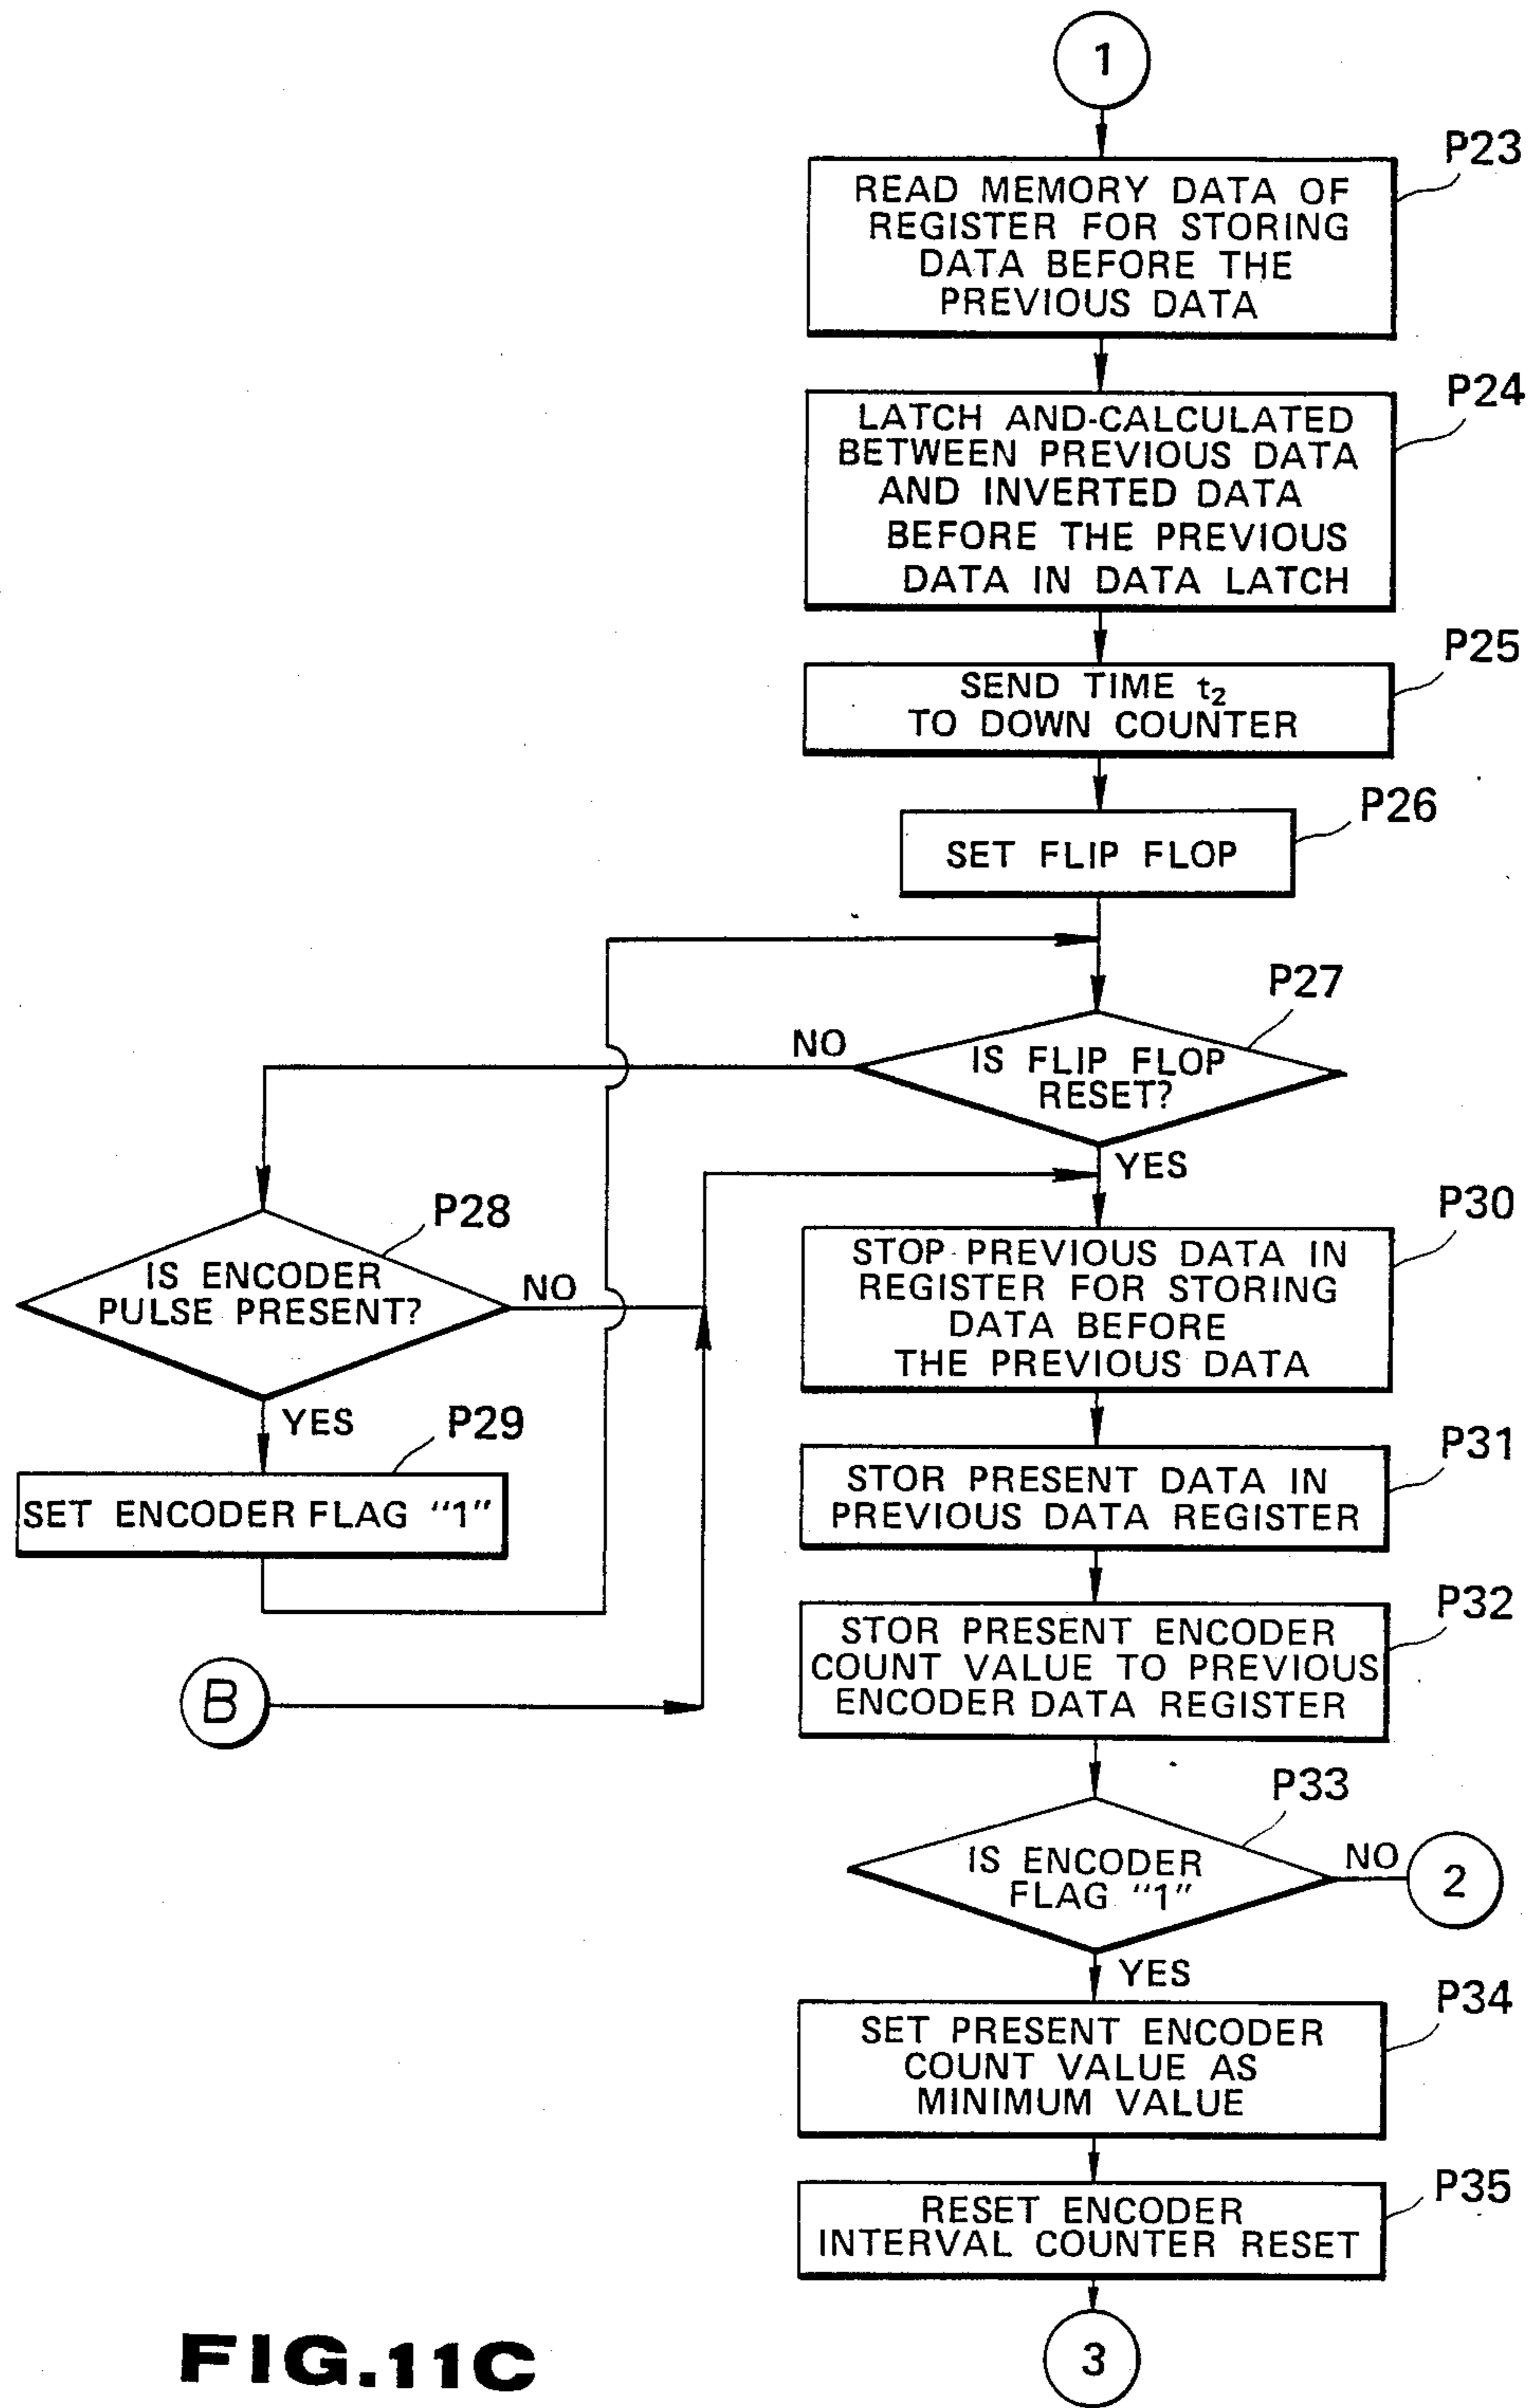 1
P23
READ MEMORY DATA OF
REGISTER FOR STORING
DATA BEFORE THE
PREVIOUS DATA
P24
LATCH AND-CALCULATED
BETWEEN PREVIOUS DATA
AND INVERTED DATA
BEFORE THE PREVIOUS
DATA IN DATA LATCH
P25
SEND TIME t₂
TO DOWN COUNTER
P26
SET FLIP FLOP
P27
NO
IS FLIP FLOP
RESET?
YES
P28
IS ENCODER
PULSE PRESENT?
NO
YES
P29
SET ENCODER FLAG "1"
B
P30
STOP PREVIOUS DATA IN
REGISTER FOR STORING
DATA BEFORE
THE PREVIOUS DATA
P31
STOR PRESENT DATA IN
PREVIOUS DATA REGISTER
P32
STOR PRESENT ENCODER
COUNT VALUE TO PREVIOUS
ENCODER DATA REGISTER
P33
IS ENCODER
FLAG "1"
NO
2
YES
P34
SET PRESENT ENCODER
COUNT VALUE AS
MINIMUM VALUE
P35
RESET ENCODER
INTERVAL COUNTER RESET
3
FIG.11C